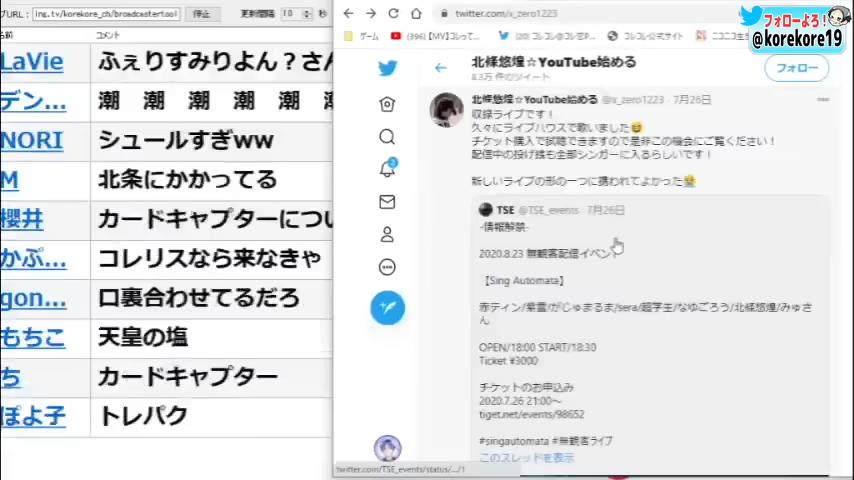 URL： ing.tv/korekore_ch/broadcastertool 停止 更新間隔 10 秒
名前 コメント
LaVie ふぇりすみりよん？さん
デン... 潮 潮 潮 潮 潮
NORI シュールすぎww
M 北条にかかってる
櫻井 カードキャプターについ
かぷ... コレリスなら来なきゃ
gon... 口裏合わせてるだろ
もちこ 天皇の塩
ち カードキャプター
ぽよ子 トレパク
twitter.com/x_zero1223
ゲーム (396) 【MV】コレって... (20) コレコレ@コレポ... コレコレ公式サイト ニコニコ
フォローよろ！
@korekore19
北條悠煌☆YouTube始める
8.3万 件のツイート
フォロー
北條悠煌☆YouTube始める @x_zero1223 · 7月26日
収録ライブです！
久々にライブハウスで歌いました😆
チケット購入で試聴できますので是非この機会にご覧ください！
配信中の投げ銭も全部シンガーに入るらしいです！
新しいライブの形の一つに携われてよかった😭
2
TSE @TSE_events · 7月26日
-情報解禁-
2020.8.23 無観客配信イベント
【Sing Automata】
赤ティン/紫雲/がじゅまるま/sera/超学生/なゆごろう/北條悠煌/みゅさ
ん
OPEN/18:00 START/18:30
Ticket ¥3000
チケットのお申込み
2020.7.26 21:00～
tiget.net/events/98652
#singautomata #無観客ライブ
このスレッドを表示
twitter.com/TSE_events/status/.../1